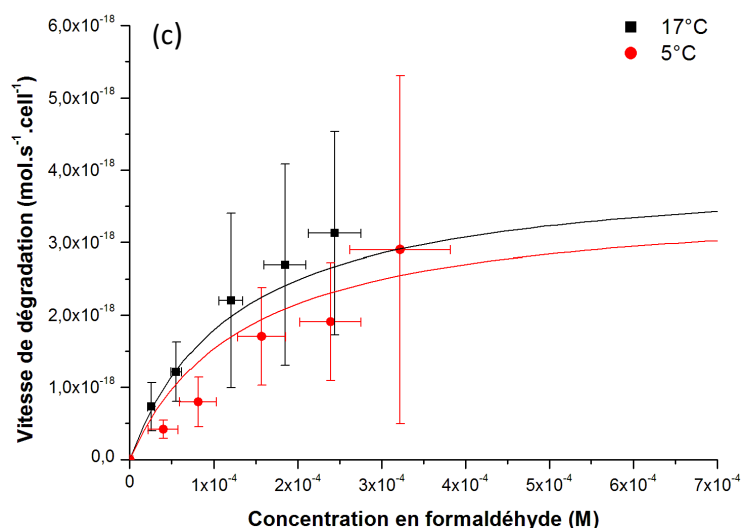 (c)
17°C
5°C
6,0x10⁻¹⁸
5,0x10⁻¹⁸
4,0x10⁻¹⁸
3,0x10⁻¹⁸
2,0x10⁻¹⁸
1,0x10⁻¹⁸
0,0
Vitesse de dégradation (mol.s⁻¹.cell⁻¹)
0 1x10⁻⁴ 2x10⁻⁴ 3x10⁻⁴ 4x10⁻⁴ 5x10⁻⁴ 6x10⁻⁴ 7x10⁻⁴
Concentration en formaldéhyde (M)